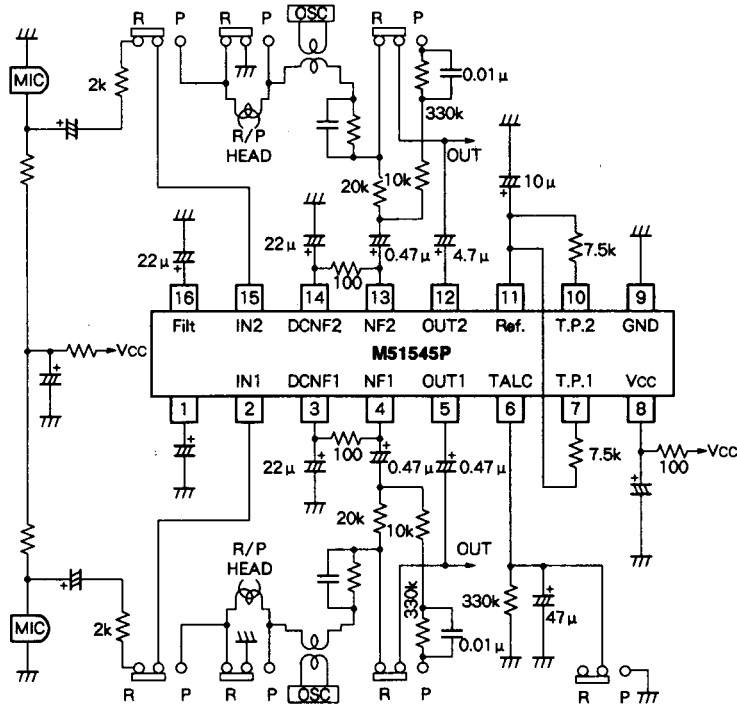 R P R P OSC R P
MIC
2k
0.01μ
330k
R/P
HEAD
OUT
10μ
20k 10k
22μ 22μ 0.47μ 4.7μ 7.5k
100
16 15 14 13 12 11 10 9
Filt IN2 DCNF2 NF2 OUT2 Ref. T.P.2 GND
M51545P
Vcc
IN1 DCNF1 NF1 OUT1 TALC T.P.1 Vcc
1 2 3 4 5 6 7 8
100
22μ 0.47μ 0.47μ 7.5k 100 Vcc
20k 10k
R/P
HEAD
OUT
330k 330k 47μ
MIC
2k
0.01μ
R P R P OSC R P R P